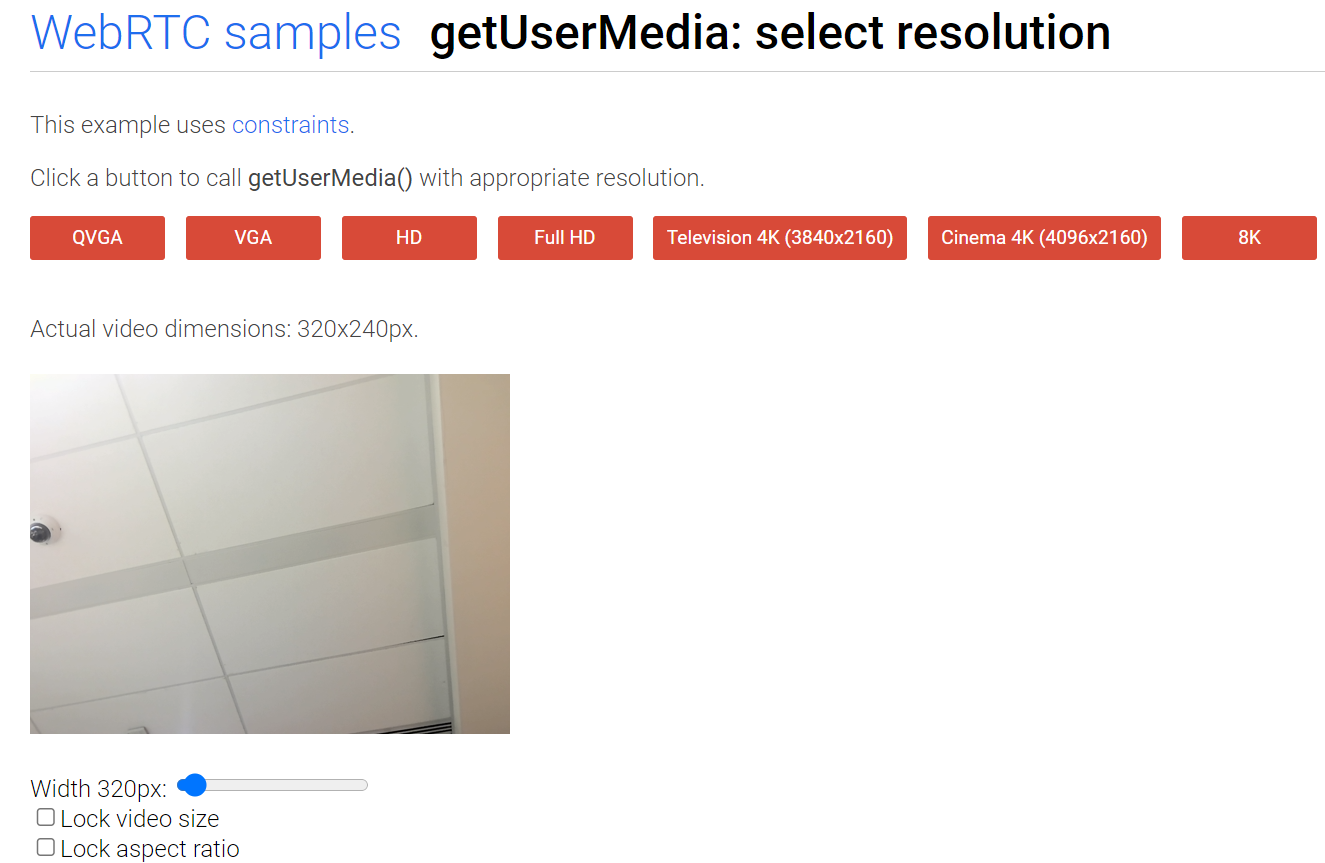 WebRTC samples getUserMedia: select resolution
This example uses constraints.
Click a button to call getUserMedia() with appropriate resolution.
QVGA VGA HD Full HD Television 4K (3840x2160) Cinema 4K (4096x2160) 8K
Actual video dimensions: 320x240px.
Width 320px:
Lock video size
Lock aspect ratio